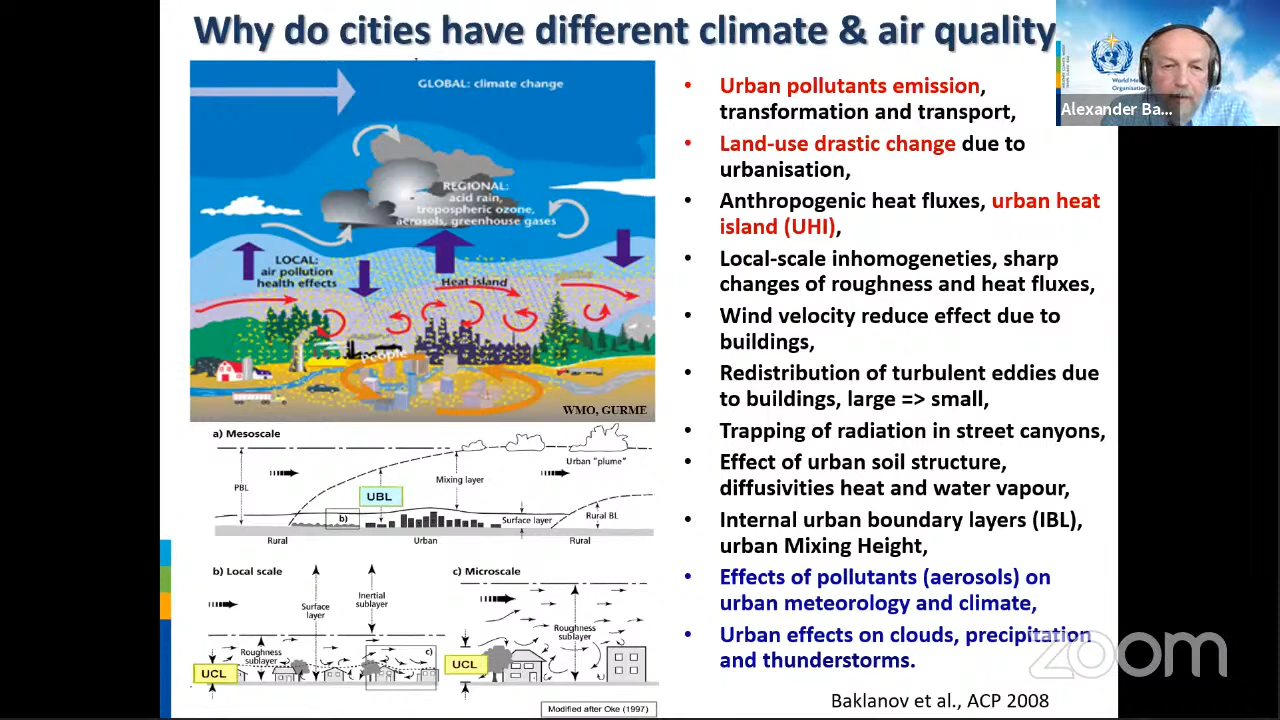 Why do cities have different climate & air quality
Alexander Ba...
GLOBAL: climate change
REGIONAL:
acid rain,
tropospheric ozone,
aerosols, greenhouse gases
LOCAL:
air pollution
health effects
Heat island
People
WMO, GURME
a) Mesoscale
Urban "plume"
PBL
Mixing layer
UBL
b)
Surface layer
Rural BL
Rural
Urban
Rural
b) Local scale
Surface
layer
Inertial
sublayer
Roughness
sublayer
c)
UCL
c) Microscale
Roughness
sublayer
UCL
Modified after Oke (1997)
• Urban pollutants emission,
transformation and transport,
• Land-use drastic change due to
urbanisation,
• Anthropogenic heat fluxes, urban heat
island (UHI),
• Local-scale inhomogeneties, sharp
changes of roughness and heat fluxes,
• Wind velocity reduce effect due to
buildings,
• Redistribution of turbulent eddies due
to buildings, large => small,
• Trapping of radiation in street canyons,
• Effect of urban soil structure,
diffusivities heat and water vapour,
• Internal urban boundary layers (IBL),
urban Mixing Height,
• Effects of pollutants (aerosols) on
urban meteorology and climate,
• Urban effects on clouds, precipitation
and thunderstorms.
zoom
Baklanov et al., ACP 2008